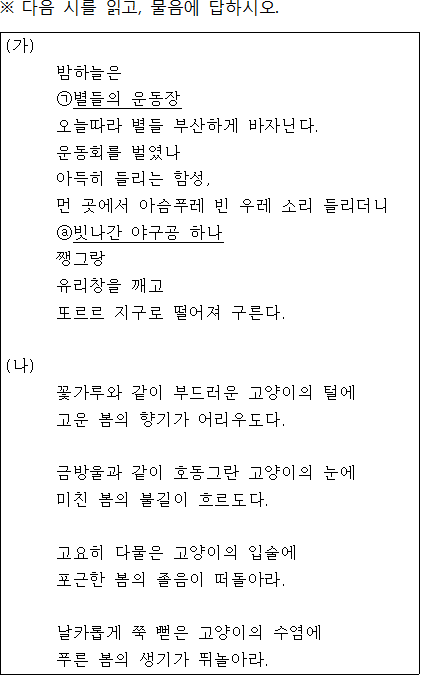 ※ 다음 시를 읽고, 물음에 답하시오.
(가)
밤하늘은
㉠별들의 운동장
오늘따라 별들 부산하게 바자닌다.
운동회를 벌였나
아득히 들리는 함성,
먼 곳에서 아슴푸레 빈 우레 소리 들리더니
ⓐ빗나간 야구공 하나
쨍그랑
유리창을 깨고
또르르 지구로 떨어져 구른다.
(나)
꽃가루와 같이 부드러운 고양이의 털에
고운 봄의 향기가 어리우도다.
금방울과 같이 호동그란 고양이의 눈에
미친 봄의 불길이 흐르도다.
고요히 다물은 고양이의 입술에
포근한 봄의 졸음이 떠돌아라.
날카롭게 쭉 뻗은 고양이의 수염에
푸른 봄의 생기가 뛰놀아라.